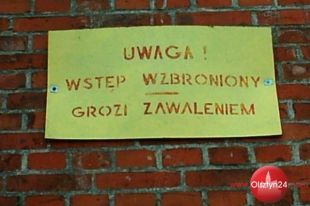 UWAGA !
WSTĘP WZBRONIONY
GROZI ZAWALENIEM
Olsztyn24